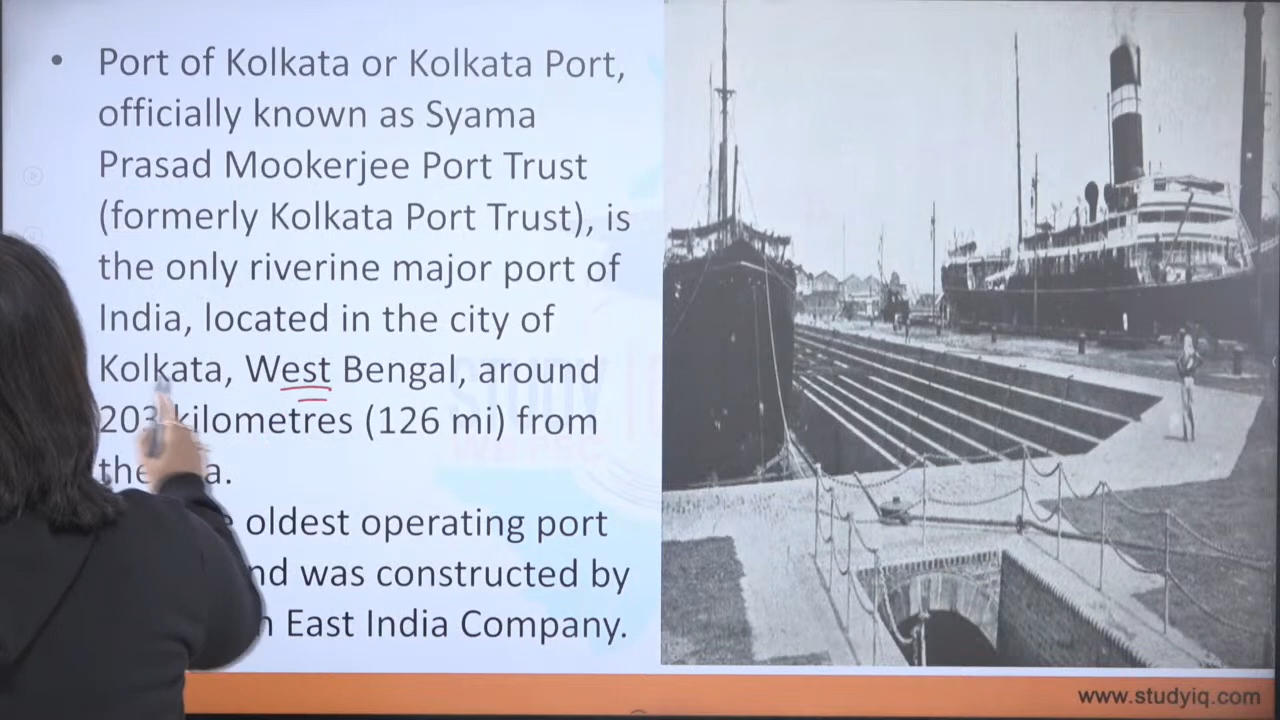 • Port of Kolkata or Kolkata Port,
officially known as Syama
Prasad Mookerjee Port Trust
(formerly Kolkata Port Trust), is
the only riverine major port of
India, located in the city of
Kolkata, West Bengal, around
203 kilometres (126 mi) from
the
oldest operating port
was constructed by
East India Company.
STUDY
www.studyiq.com